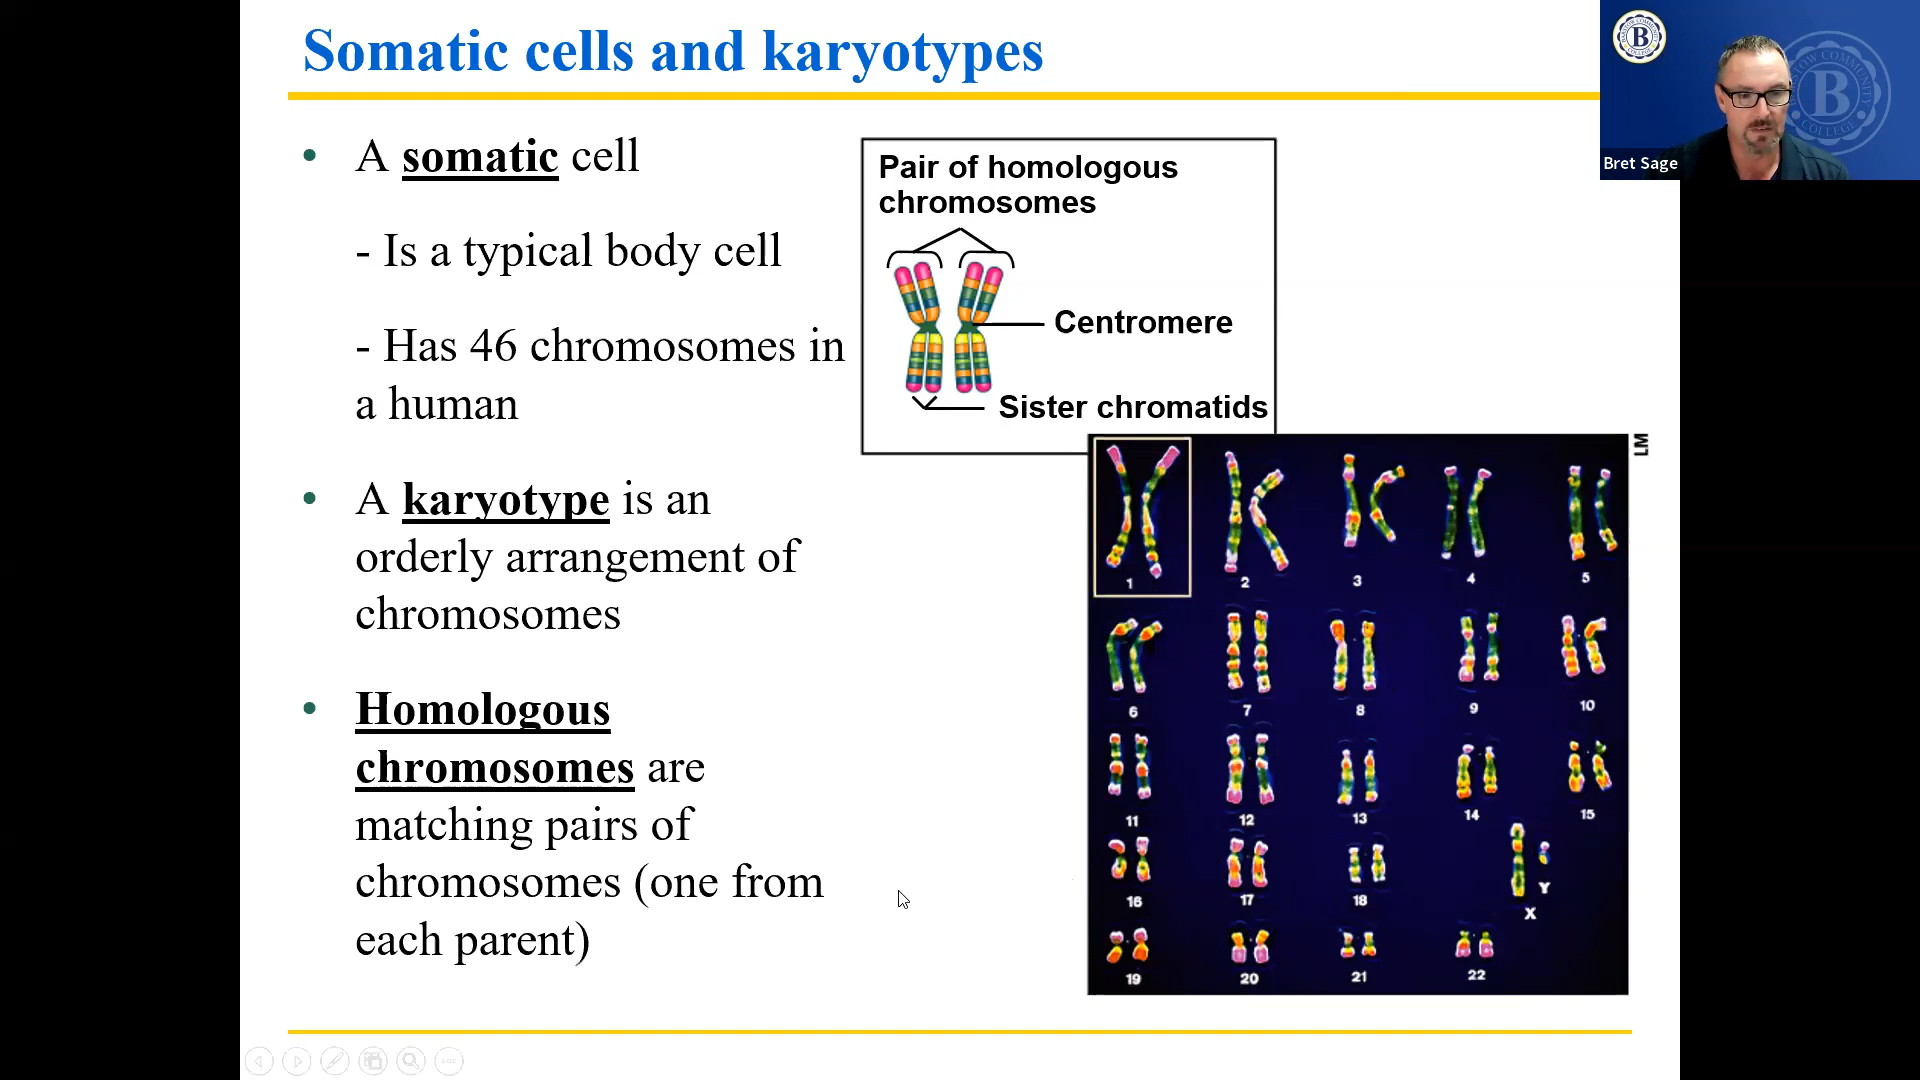 Somatic cells and karyotypes
• A somatic cell
- Is a typical body cell
- Has 46 chromosomes in
a human
• A karyotype is an
orderly arrangement of
chromosomes
• Homologous
chromosomes are
matching pairs of
chromosomes (one from
each parent)
Pair of homologous
chromosomes
Centromere
Sister chromatids
LM
1 2 3 4 5
6 7 8 9 10
11 12 13 14 15
16 17 18 X Y
19 20 21 22
B
BARSTOW COMMUNITY
COLLEGE
B
Bret Sage